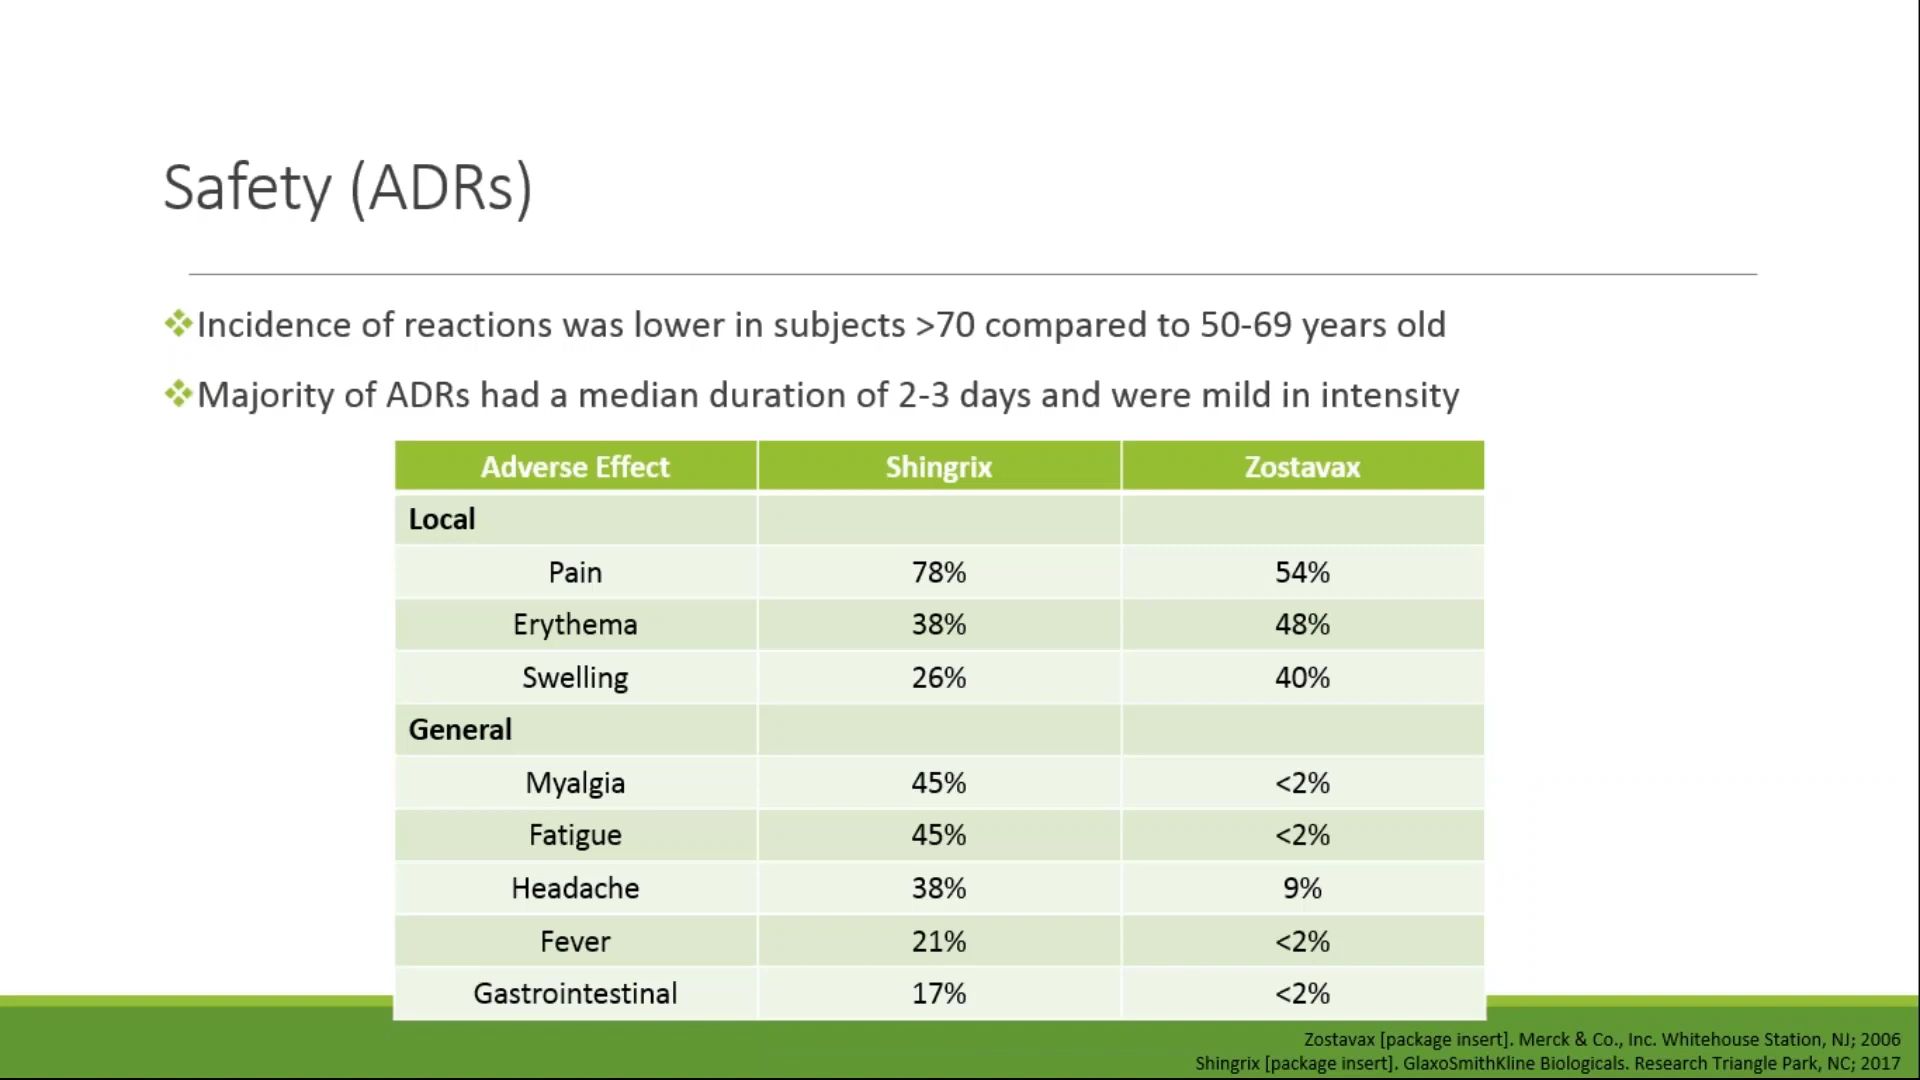 Safety (ADRs)
Incidence of reactions was lower in subjects >70 compared to 50-69 years old
Majority of ADRs had a median duration of 2-3 days and were mild in intensity
Adverse Effect Shingrix Zostavax
Local
Pain 78% 54%
Erythema 38% 48%
Swelling 26% 40%
General
Myalgia 45% <2%
Fatigue 45% <2%
Headache 38% 9%
Fever 21% <2%
Gastrointestinal 17% <2%
Zostavax [package insert]. Merck & Co., Inc. Whitehouse Station, NJ; 2006
Shingrix [package insert]. GlaxoSmithKline Biologicals. Research Triangle Park, NC; 2017